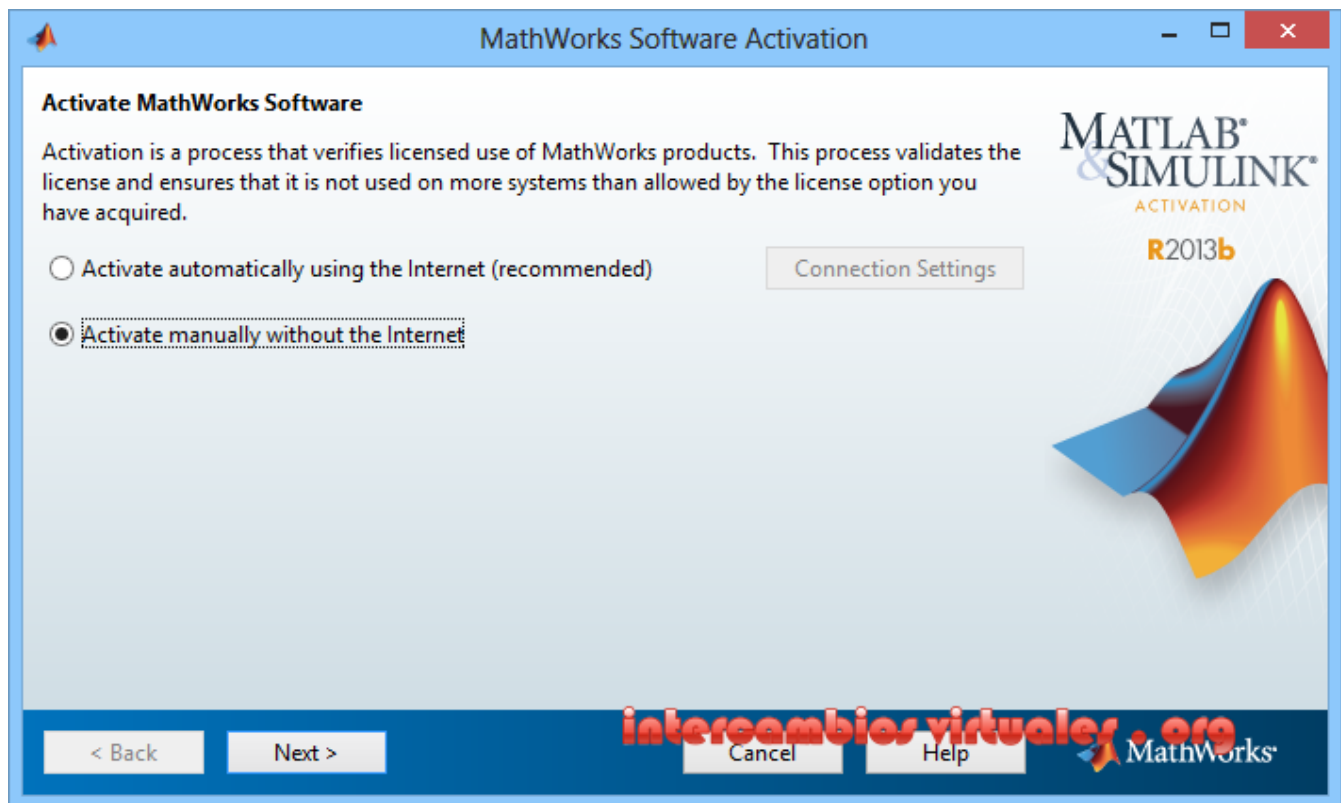 MathWorks Software Activation
Activate MathWorks Software
Activation is a process that verifies licensed use of MathWorks products. This process validates the
license and ensures that it is not used on more systems than allowed by the license option you
have acquired.
Activate automatically using the Internet (recommended)
Connection Settings
Activate manually without the Internet
MATLAB®
&SIMULINK®
ACTIVATION
R2013b
< Back
Next >
Cancel
Help
MathWorks®
intercambios virtuales . org